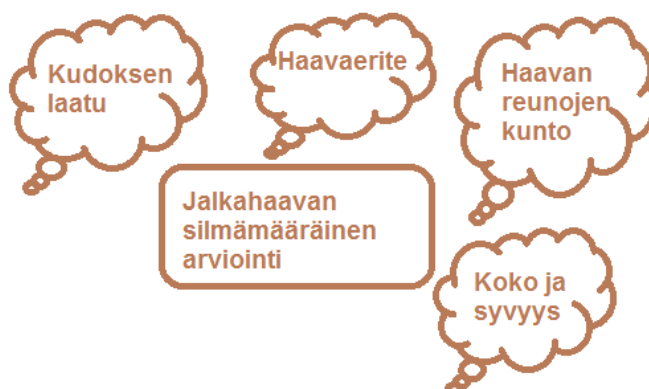 Kudoksen
laatu
Haavaerite
Haavan
reunojen
kunto
Jalkahaavan
silmämääräinen
arviointi
Koko ja
syvyys